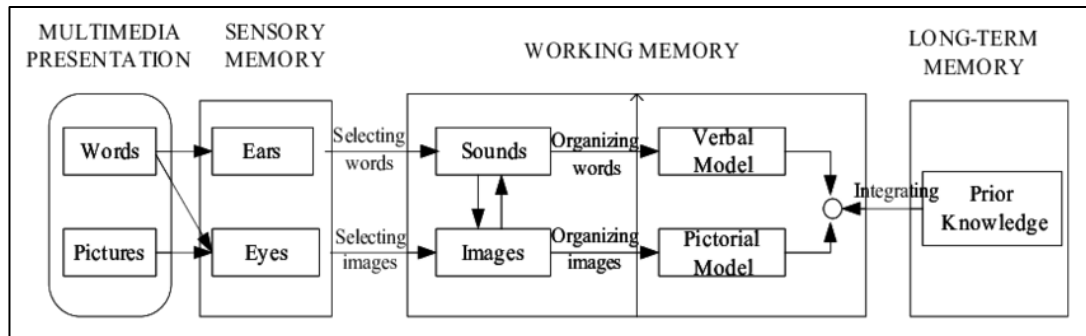 MULTIMEDIA
PRESENTATION
SENSORY
MEMORY
WORKING MEMORY
LONG-TERM
MEMORY
Words
Ears
Selecting
words
Sounds
Organizing
words
Verbal
Model
Integrating
Prior
Knowledge
Pictures
Eyes
Selecting
images
Images
Organizing
images
Pictorial
Model